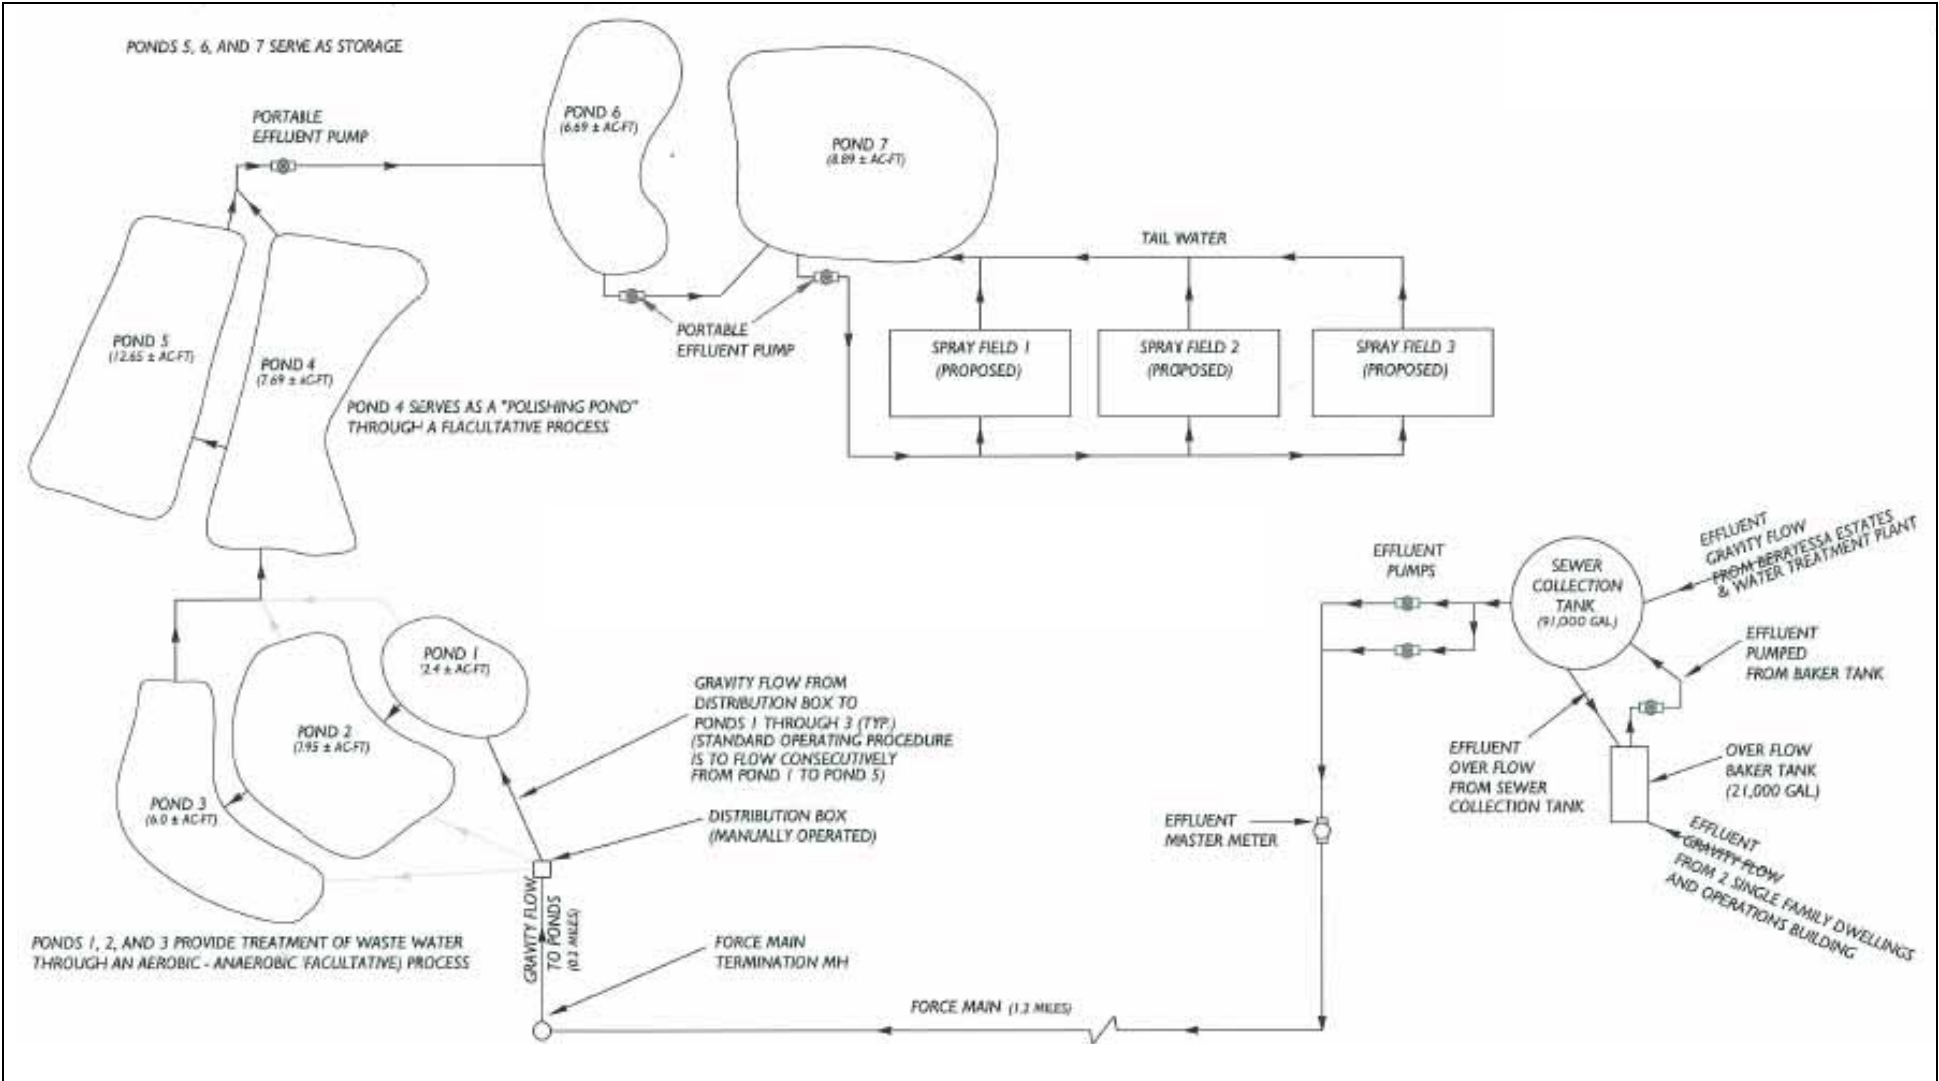 PONDS 5, 6, AND 7 SERVE AS STORAGE
PORTABLE
EFFLUENT PUMP
POND 6
(6.69 ± AC-FT)
POND 7
(8.89 ± AC-FT)
TAIL WATER
PORTABLE
EFFLUENT PUMP
SPRAY FIELD 1
(PROPOSED)
SPRAY FIELD 2
(PROPOSED)
SPRAY FIELD 3
(PROPOSED)
POND 5
(12.65 ± AC-FT)
POND 4
(7.69 ± AC-FT)
POND 4 SERVES AS A "POLISHING POND"
THROUGH A FLACULTATIVE PROCESS
EFFLUENT
PUMPS
SEWER
COLLECTION
TANK
(91,000 GAL.)
EFFLUENT
GRAVITY FLOW
FROM BERRYESSA ESTATES
& WATER TREATMENT PLANT
EFFLUENT
PUMPED
FROM BAKER TANK
POND 1
(2.4 ± AC-FT)
GRAVITY FLOW FROM
DISTRIBUTION BOX TO
PONDS 1 THROUGH 3 (TYP.)
(STANDARD OPERATING PROCEDURE
IS TO FLOW CONSECUTIVELY
FROM POND 1 TO POND 5)
POND 2
(7.95 ± AC-FT)
POND 3
(6.0 ± AC-FT)
DISTRIBUTION BOX
(MANUALLY OPERATED)
EFFLUENT
MASTER METER
EFFLUENT
OVER FLOW
FROM SEWER
COLLECTION TANK
OVER FLOW
BAKER TANK
(21,000 GAL.)
EFFLUENT
GRAVITY FLOW
FROM 2 SINGLE FAMILY DWELLINGS
AND OPERATIONS BUILDING
GRAVITY FLOW
TO PONDS
(0.2 MILES)
PONDS 1, 2, AND 3 PROVIDE TREATMENT OF WASTE WATER
THROUGH AN AEROBIC - ANAEROBIC FACULTATIVE) PROCESS
FORCE MAIN
TERMINATION MH
FORCE MAIN (1.2 MILES)